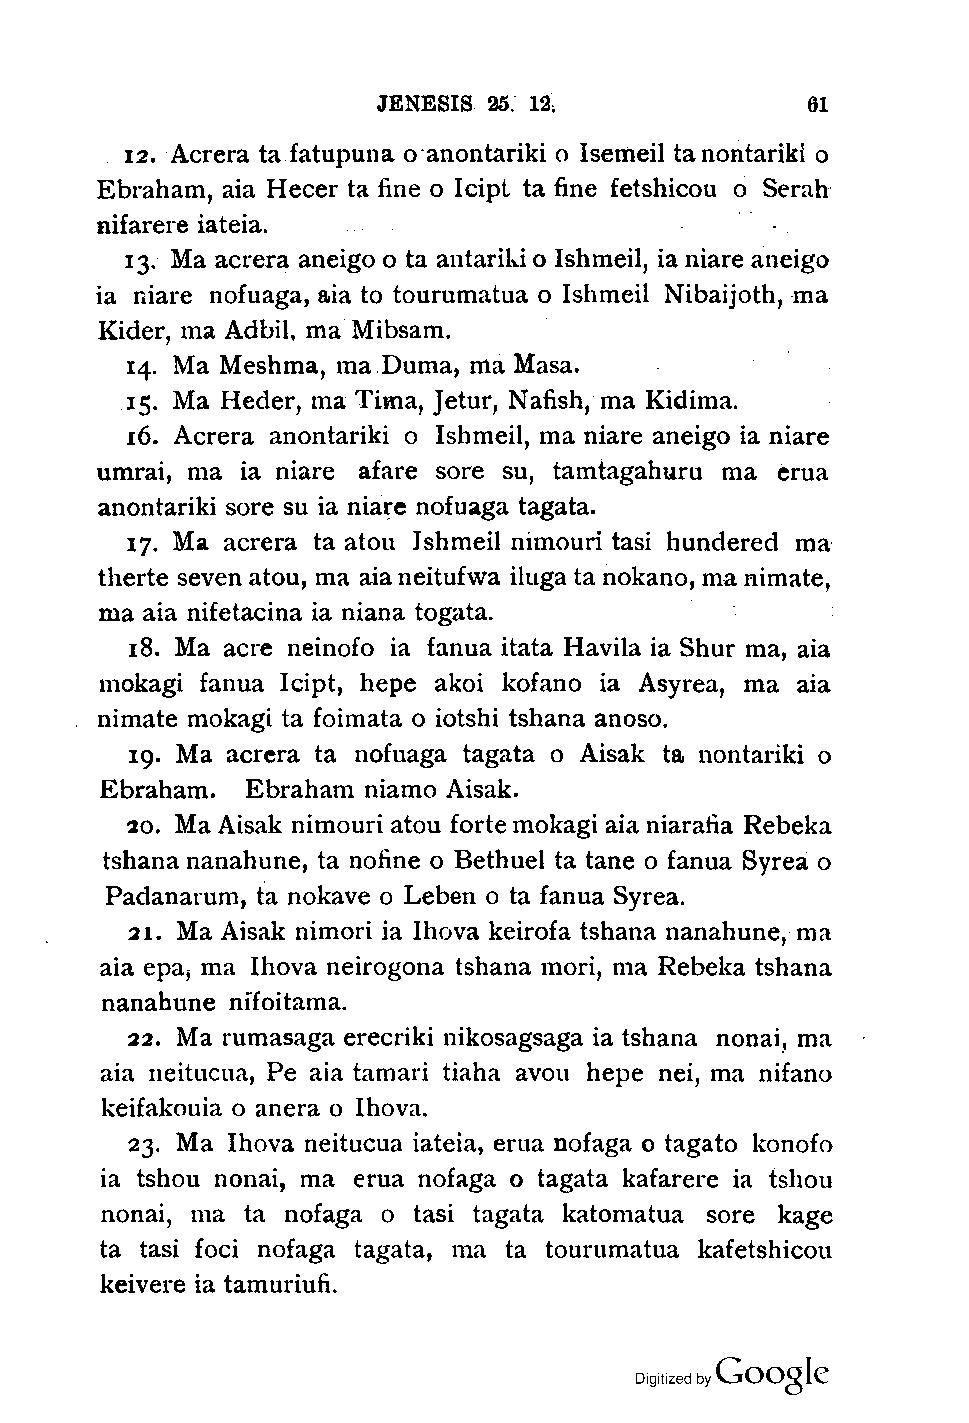 JENESIS 25. 12. 61
12. Acrera ta fatupuna o anontariki o Isemeil ta nontariki o
Ebraham, aia Hecer ta fine o Icipt ta fine fetshicou o Serah
nifarere iateia.
13. Ma acrera aneigo o ta antariki o Ishmeil, ia niare aneigo
ia niare nofuaga, aia to tourumatua o Ishmeil Nibaijoth, ma
Kider, ma Adbil, ma Mibsam.
14. Ma Meshma, ma Duma, ma Masa.
15. Ma Heder, ma Tima, Jetur, Nafish, ma Kidima.
16. Acrera anontariki o Ishmeil, ma niare aneigo ia niare
umrai, ma ia niare afare sore su, tamtagahuru ma erua
anontariki sore su ia niare nofuaga tagata.
17. Ma acrera ta atou Ishmeil nimouri tasi hundered ma
therte seven atou, ma aia neitufwa iluga ta nokano, ma nimate,
ma aia nifetacina ia niana togata.
18. Ma acre neinofo ia fanua itata Havila ia Shur ma, aia
mokagi fanua Icipt, hepe akoi kofano ia Asyrea, ma aia
nimate mokagi ta foimata o iotshi tshana anoso.
19. Ma acrera ta nofuaga tagata o Aisak ta nontariki o
Ebraham. Ebraham niamo Aisak.
20. Ma Aisak nimouri atou forte mokagi aia niarafia Rebeka
tshana nanahune, ta nofine o Bethuel ta tane o fanua Syrea o
Padanarum, ta nokave o Leben o ta fanua Syrea.
21. Ma Aisak nimori ia Ihova keirofa tshana nanahune, ma
aia epa, ma Ihova neirogona tshana mori, ma Rebeka tshana
nanahune nifoitama.
22. Ma rumasaga erecriki nikosagsaga ia tshana nonai, ma
aia neitucua, Pe aia tamari tiaha avou hepe nei, ma nifano
keifakouia o anera o Ihova.
23. Ma Ihova neitucua iateia, erua nofaga o tagato konofo
ia tshou nonai, ma erua nofaga o tagata kafarere ia tshou
nonai, ma ta nofaga o tasi tagata katomatua sore kage
ta tasi foci nofaga tagata, ma ta tourumatua kafetshicou
keivere ia tamuriufi.
Digitized by Google